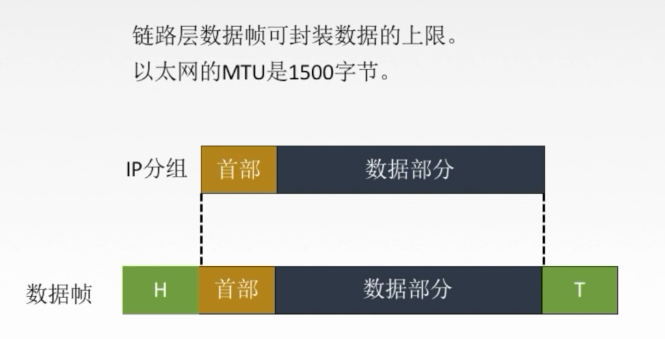 链路层数据帧可封装数据的上限。
以太网的MTU是1500字节。
IP分组 首部 数据部分
数据帧 H 首部 数据部分 T